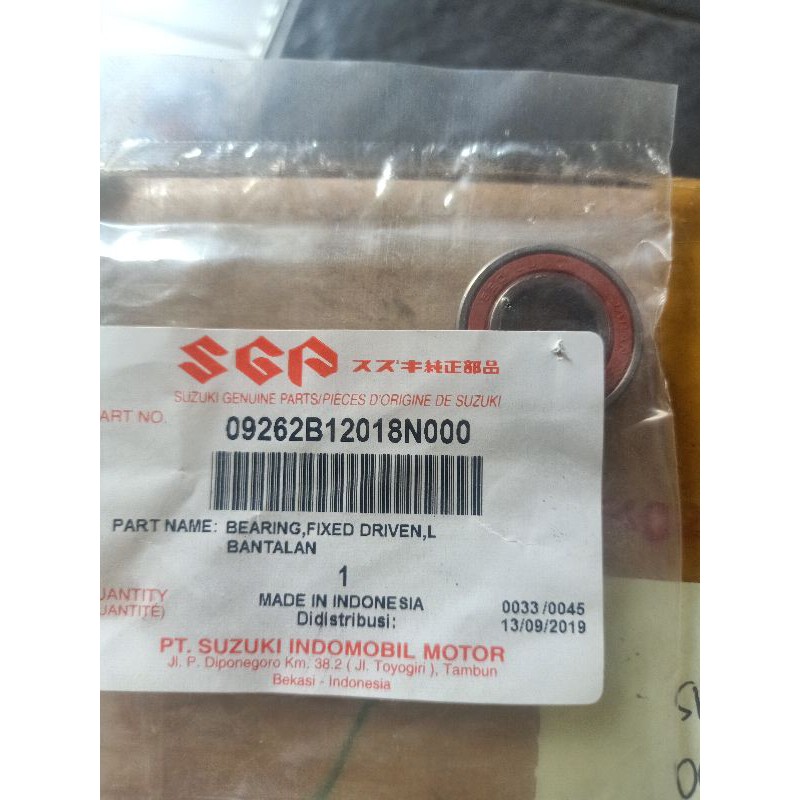 SGP スズキ純正部品
SUZUKI GENUINE PARTS/PIÈCES D'ORIGINE DE SUZUKI
ART NO.
09262B12018N000
PART NAME: BEARING,FIXED DRIVEN,L
BANTALAN
UANTITY
UANTITÉ)
1
MADE IN INDONESIA
Didistribusi:
0033/0045
13/09/2019
PT. SUZUKI INDOMOBIL MOTOR
Jl. P. Diponegoro Km. 38.2 ( Jl. Toyogiri ), Tambun
Bekasi - Indonesia